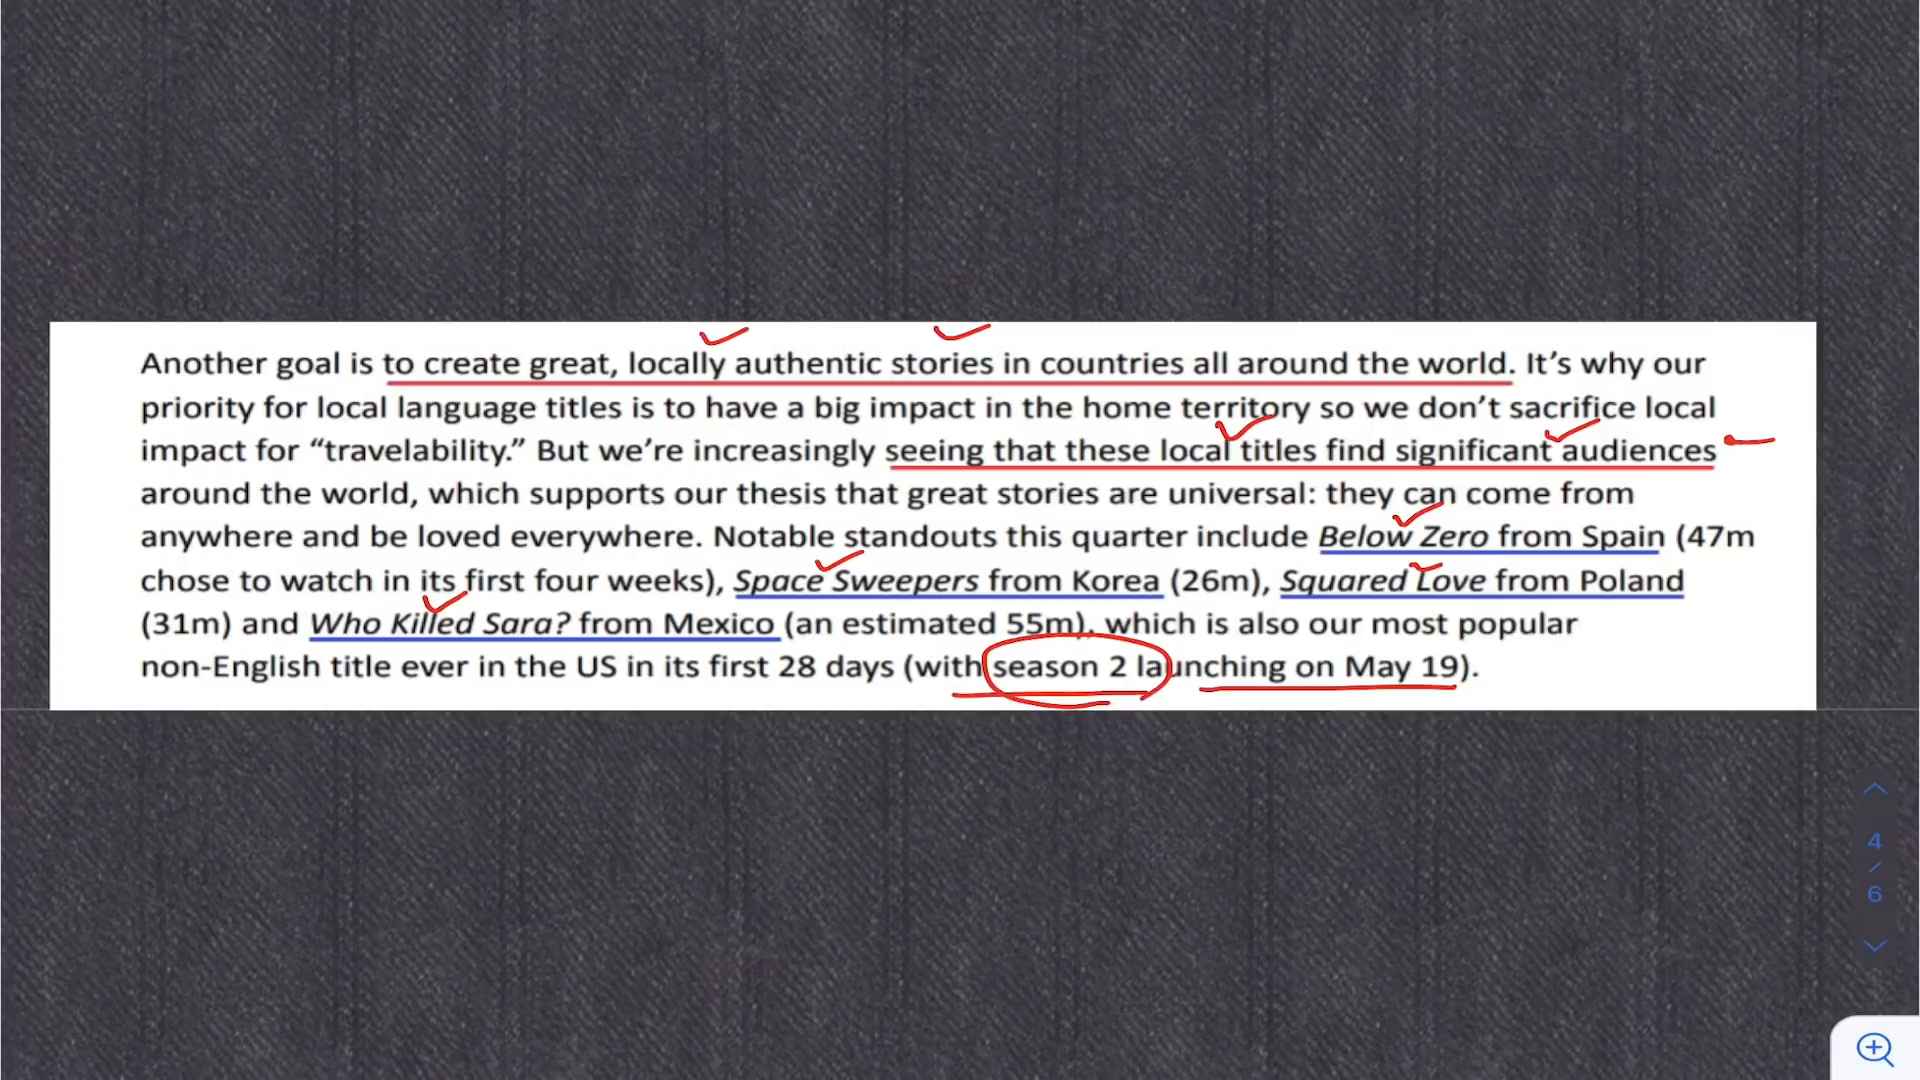 Another goal is to create great, locally authentic stories in countries all around the world. It’s why our
priority for local language titles is to have a big impact in the home territory so we don’t sacrifice local
impact for “travelability.” But we’re increasingly seeing that these local titles find significant audiences
around the world, which supports our thesis that great stories are universal: they can come from
anywhere and be loved everywhere. Notable standouts this quarter include Below Zero from Spain (47m
chose to watch in its first four weeks), Space Sweepers from Korea (26m), Squared Love from Poland
(31m) and Who Killed Sara? from Mexico (an estimated 55m), which is also our most popular
non-English title ever in the US in its first 28 days (with season 2 launching on May 19).
4
/
6